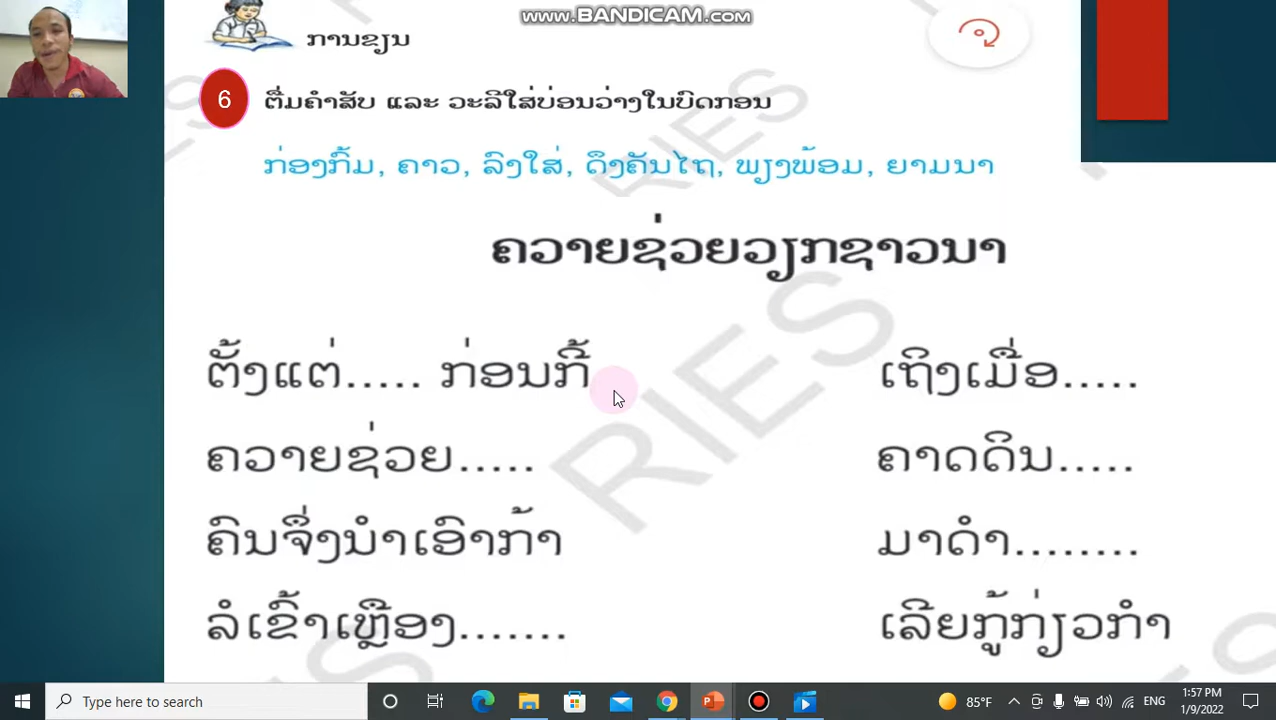 www.BANDICAM.com
ການຂຽນ
6 ຕື່ມຄຳສັບ ແລະ ວະລີໃສ່ບ່ອນວ່າງໃນບົດກອນ
ກ່ອງກົ້ມ, ຄາວ, ລົງໃສ່, ດຶງຄັນໄຖ, ພຽງພ້ອມ, ຍາມນາ
ຄວາຍຊ່ວຍວຽກຊາວນາ
ຕັ້ງແຕ່..... ກ່ອນກີ້ ເຖິງເມື່ອ.....
ຄວາຍຊ່ວຍ..... ຄາດດິນ.....
ຄົນຈຶ່ງນຳເອົາກ້າ ມາດຳ........
ລໍເຂົ້າເຫຼືອງ....... ເລີຍກູ້ກ່ຽວກຳ
RIES
Type here to search
85°F
ENG
1:57 PM
1/9/2022